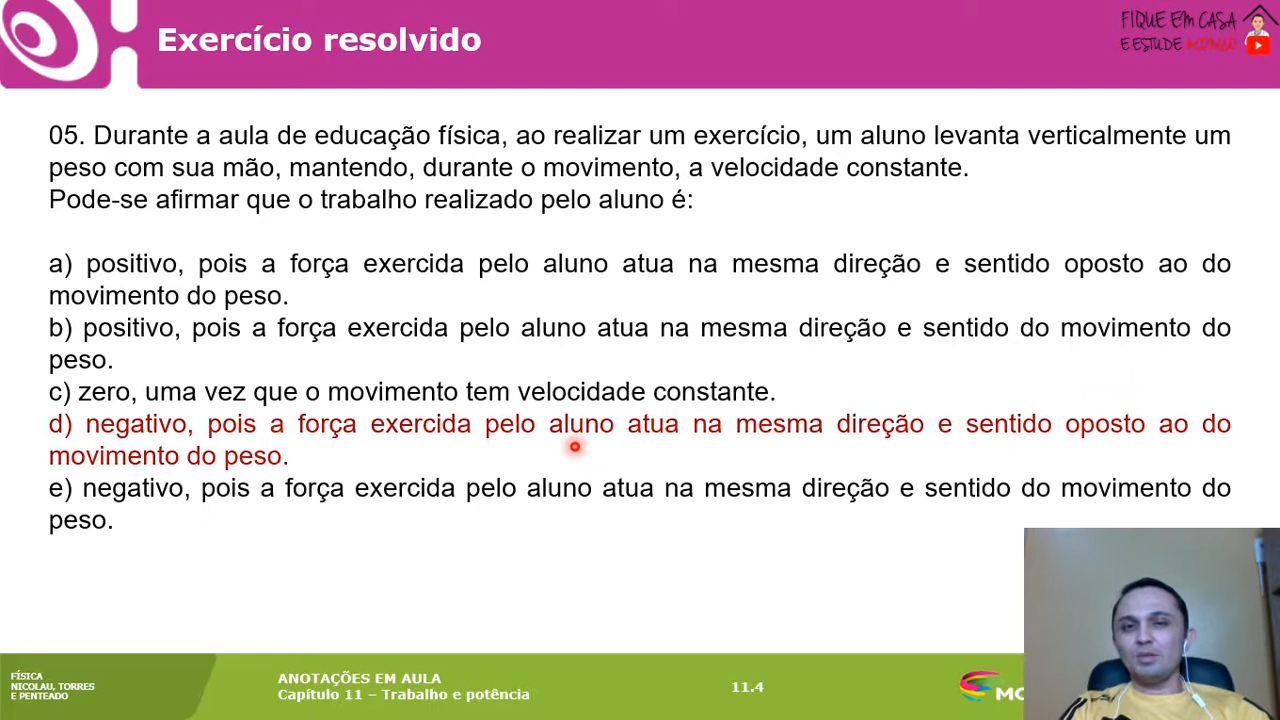 Exercício resolvido
FIQUE EM CASA
E ESTUDE
05. Durante a aula de educação física, ao realizar um exercício, um aluno levanta verticalmente um
peso com sua mão, mantendo, durante o movimento, a velocidade constante.
Pode-se afirmar que o trabalho realizado pelo aluno é:
a) positivo, pois a força exercida pelo aluno atua na mesma direção e sentido oposto ao do
movimento do peso.
b) positivo, pois a força exercida pelo aluno atua na mesma direção e sentido do movimento do
peso.
c) zero, uma vez que o movimento tem velocidade constante.
d) negativo, pois a força exercida pelo aluno atua na mesma direção e sentido oposto ao do
movimento do peso.
e) negativo, pois a força exercida pelo aluno atua na mesma direção e sentido do movimento do
peso.
FÍSICA
NICOLAU, TORRES
E PENTEADO
ANOTAÇÕES EM AULA
Capítulo 11 – Trabalho e potência
11.4